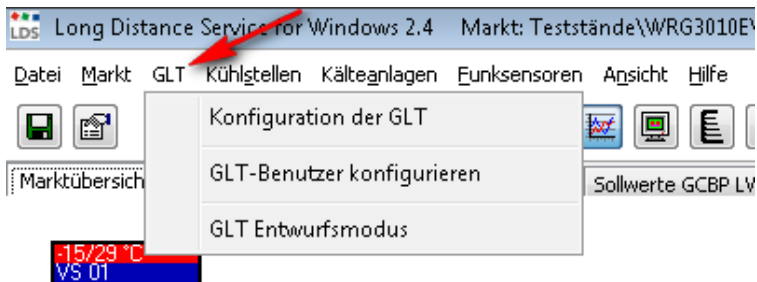 LDS Long Distance Service for Windows 2.4 Markt: Teststände\WRG3010E
Datei Markt GLT Kühlstellen Kälteanlagen Funksensoren Ansicht Hilfe
Konfiguration der GLT
Marktübersich
GLT-Benutzer konfigurieren
Sollwerte GCBP LV
GLT Entwurfsmodus
-15/29 °C
VS 01